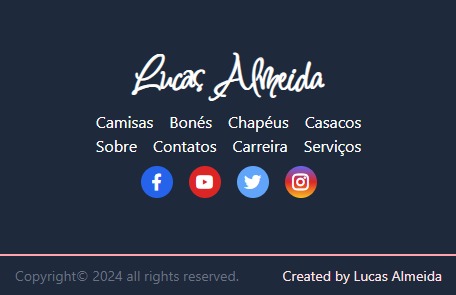 Lucas Almeida
Camisas Bonés Chapéus Casacos
Sobre Contatos Carreira Serviços
Copyright© 2024 all rights reserved. Created by Lucas Almeida